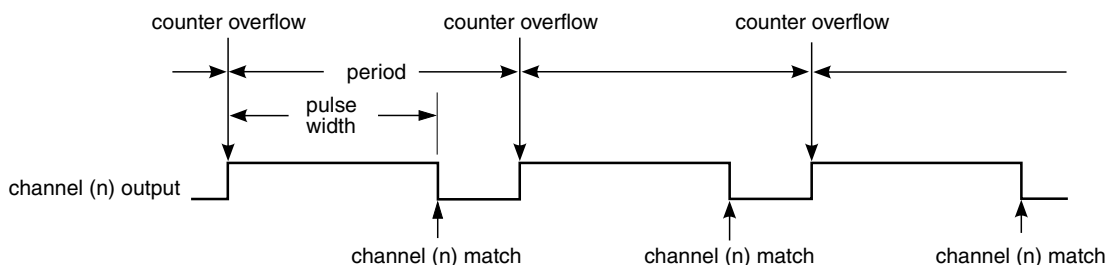 counter overflow
counter overflow
counter overflow
period
pulse
width
channel (n) output
channel (n) match
channel (n) match
channel (n) match